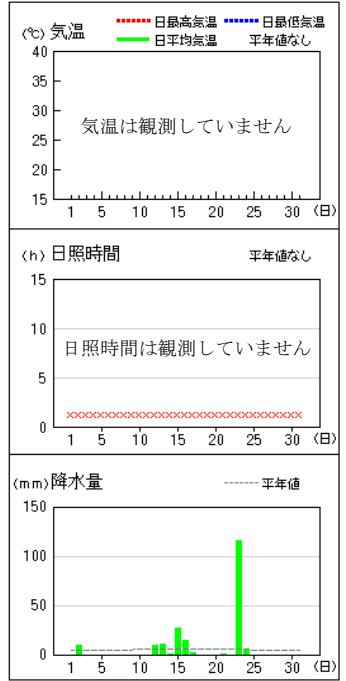 (℃) 気温 日最高気温 日最低気温
日平均気温 平年値なし
40
35
30
25
20
15
気温は観測していません
1 5 10 15 20 25 30 (日)
(h) 日照時間 平年値なし
15
10
5
0
日照時間は観測していません
1 5 10 15 20 25 30 (日)
(mm) 降水量 平年値
150
100
50
0
1 5 10 15 20 25 30 (日)